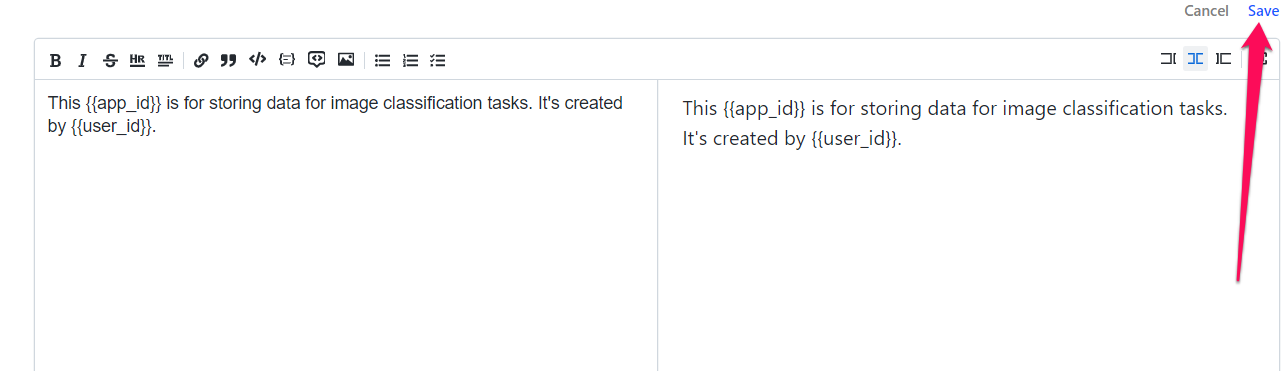 Cancel Save
B I S HR TITL
This {{app_id}} is for storing data for image classification tasks. It's created
by {{user_id}}.
This {{app_id}} is for storing data for image classification tasks.
It's created by {{user_id}}.